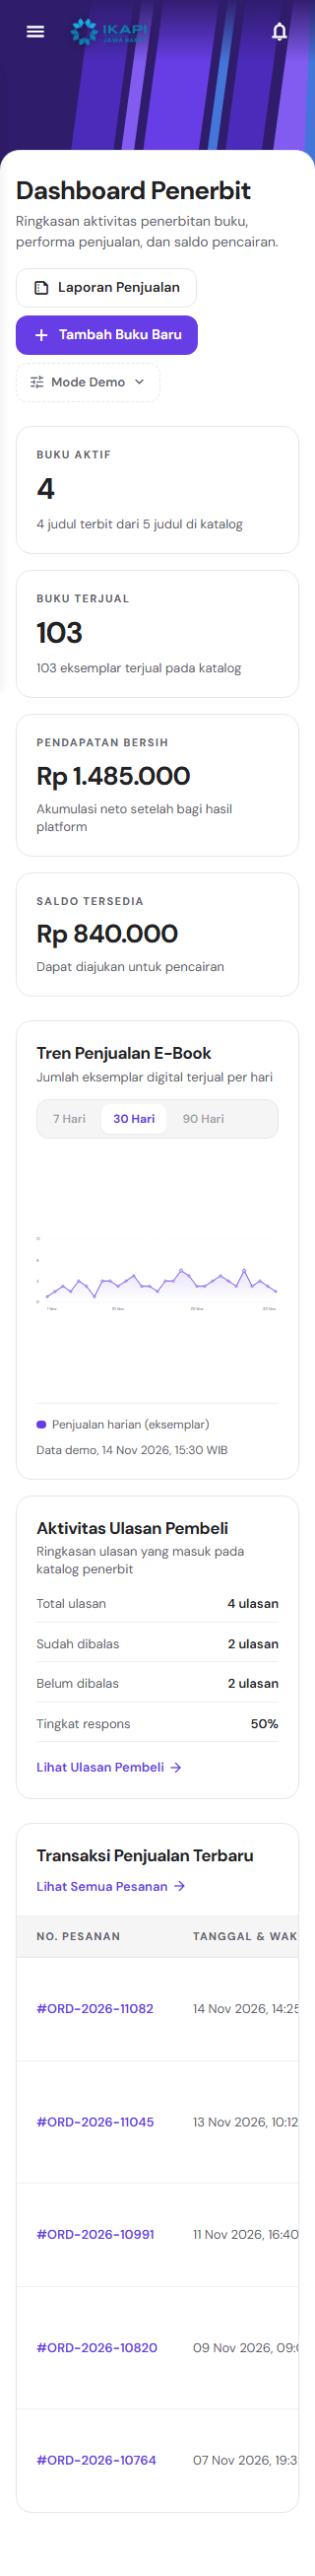 IKAPI
JAWA BARAT
Dashboard Penerbit
Ringkasan aktivitas penerbitan buku,
performa penjualan, dan saldo pencairan.
Laporan Penjualan
Tambah Buku Baru
Mode Demo
BUKU AKTIF
4
4 judul terbit dari 5 judul di katalog
BUKU TERJUAL
103
103 eksemplar terjual pada katalog
PENDAPATAN BERSIH
Rp 1.485.000
Akumulasi neto setelah bagi hasil
platform
SALDO TERSEDIA
Rp 840.000
Dapat diajukan untuk pencairan
Tren Penjualan E-Book
Jumlah eksemplar digital terjual per hari
7 Hari 30 Hari 90 Hari
Penjualan harian (eksemplar)
Data demo, 14 Nov 2026, 15:30 WIB
Aktivitas Ulasan Pembeli
Ringkasan ulasan yang masuk pada
katalog penerbit
Total ulasan 4 ulasan
Sudah dibalas 2 ulasan
Belum dibalas 2 ulasan
Tingkat respons 50%
Lihat Ulasan Pembeli →
Transaksi Penjualan Terbaru
Lihat Semua Pesanan →
NO. PESANAN TANGGAL & WAK
#ORD-2026-11082 14 Nov 2026, 14:25
#ORD-2026-11045 13 Nov 2026, 10:12
#ORD-2026-10991 11 Nov 2026, 16:40
#ORD-2026-10820 09 Nov 2026, 09:
#ORD-2026-10764 07 Nov 2026, 19:3